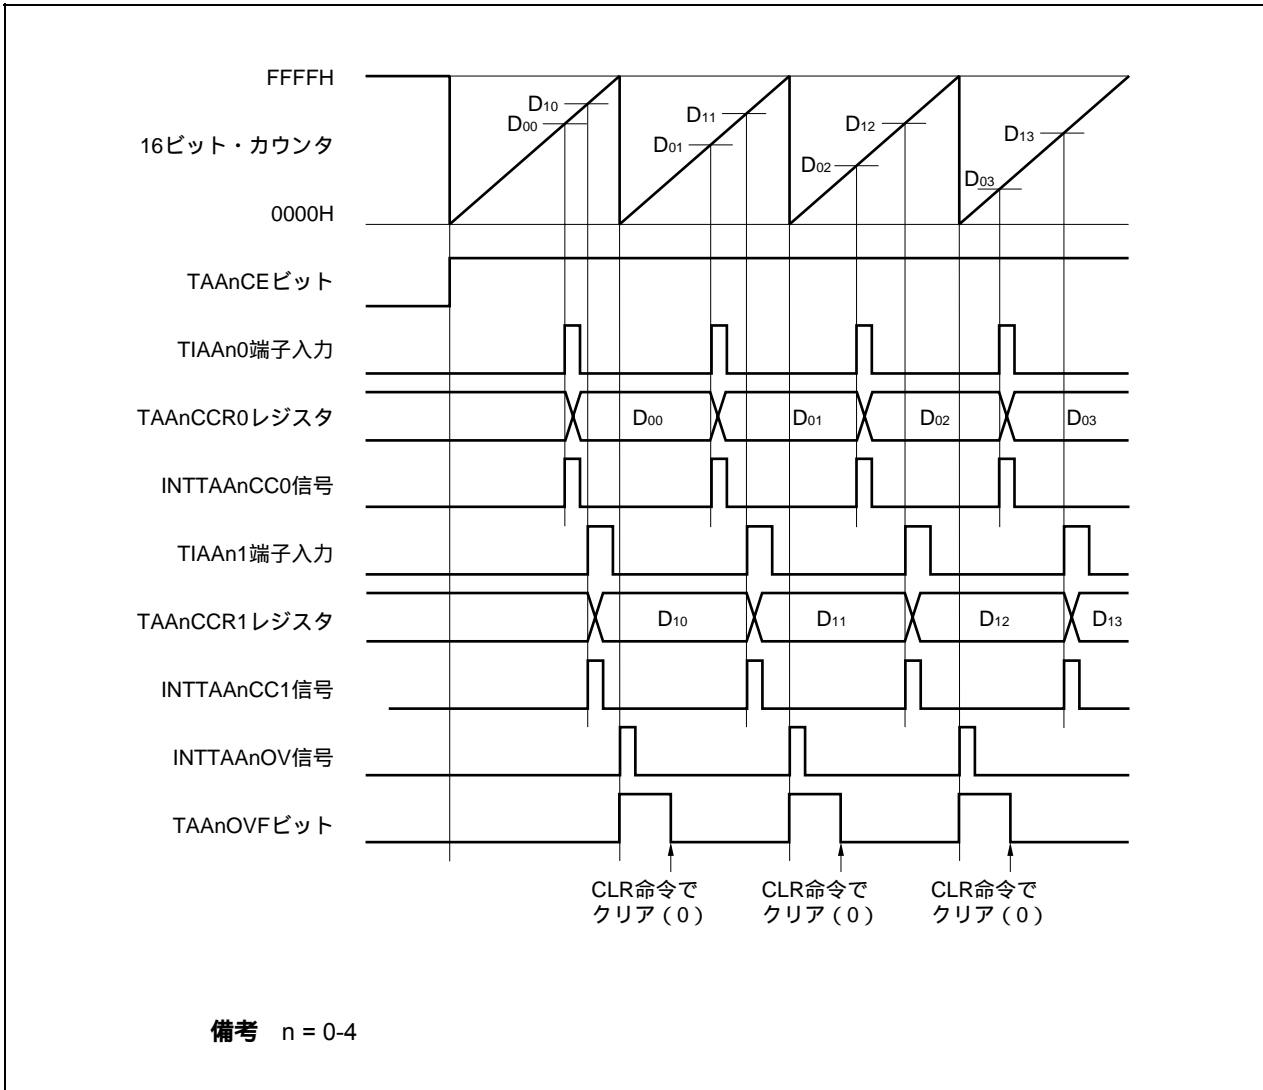 FFFFH
D10
D00
D11
D01
D12
D02
D13
D03
16ビット・カウンタ
0000H
TAAnCEビット
TIAAn0端子入力
TAAnCCR0レジスタ
D00
D01
D02
D03
INTTAAnCC0信号
TIAAn1端子入力
TAAnCCR1レジスタ
D10
D11
D12
D13
INTTAAnCC1信号
INTTAAnOV信号
TAAnOVFビット
CLR命令で
クリア(0)
CLR命令で
クリア(0)
CLR命令で
クリア(0)
備考 n = 0-4